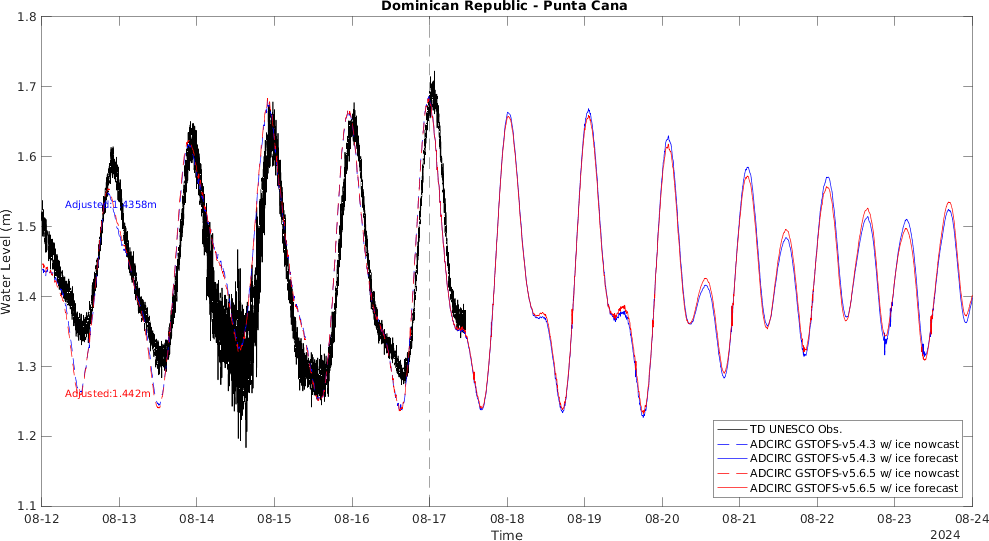 Dominican Republic - Punta Cana
1.8
1.7
1.6
1.5
1.4
1.3
1.2
1.1
Water Level (m)
Adjusted:1.4358m
Adjusted:1.442m
TD UNESCO Obs.
ADCIRC GSTOFS-v5.4.3 w/ ice nowcast
ADCIRC GSTOFS-v5.4.3 w/ ice forecast
ADCIRC GSTOFS-v5.6.5 w/ ice nowcast
ADCIRC GSTOFS-v5.6.5 w/ ice forecast
08-12 08-13 08-14 08-15 08-16 08-17 08-18 08-19 08-20 08-21 08-22 08-23 08-24
Time
2024